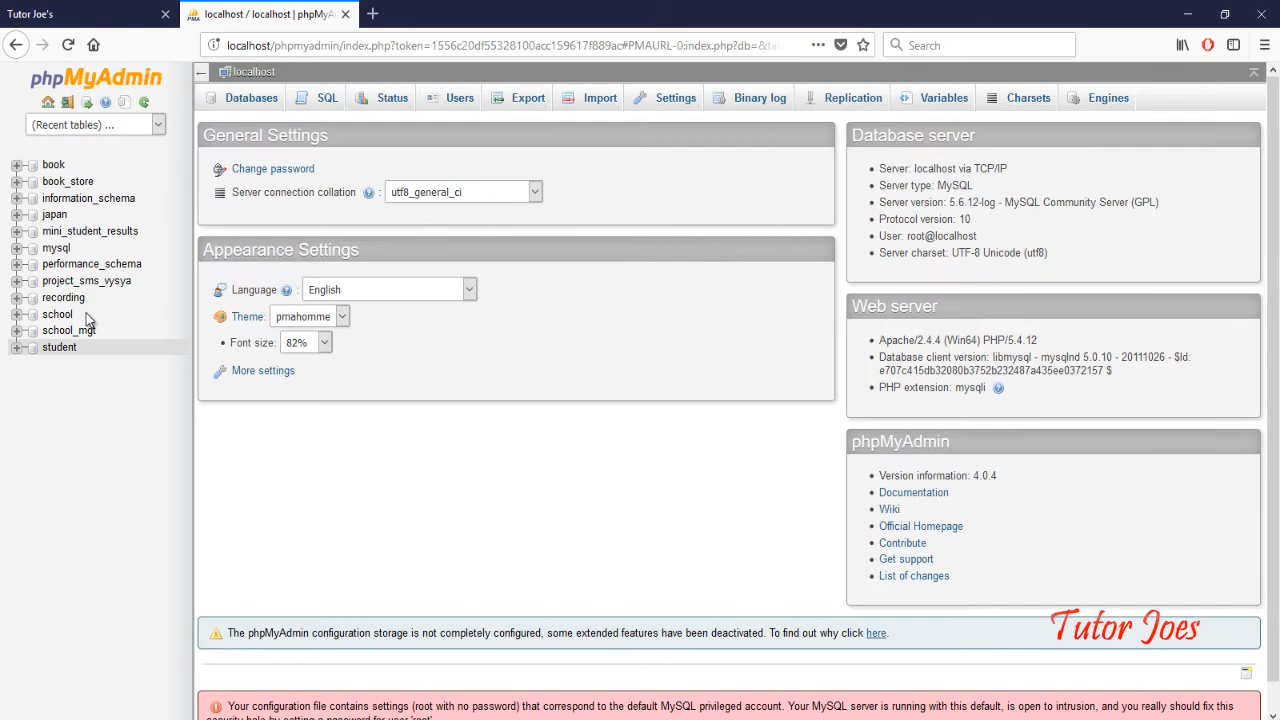 Tutor Joe's
localhost / localhost | phpMyA
localhost/phpmyadmin/index.php?token=1556c20df55328100acc159617f889ac#PMAURL-0:index.php?db=&ta
Search
phpMyAdmin
(Recent tables) ...
book
book_store
information_schema
japan
mini_student_results
mysql
performance_schema
project_sms_vysya
recording
school
school_mgt
student
localhost
Databases SQL Status Users Export Import Settings Binary log Replication Variables Charsets Engines
General Settings
Change password
Server connection collation : utf8_general_ci
Appearance Settings
Language : English
Theme: pmahomme
• Font size: 82%
More settings
Database server
• Server: localhost via TCP/IP
• Server type: MySQL
• Server version: 5.6.12-log - MySQL Community Server (GPL)
• Protocol version: 10
• User: root@localhost
• Server charset: UTF-8 Unicode (utf8)
Web server
• Apache/2.4.4 (Win64) PHP/5.4.12
• Database client version: libmysql - mysqlnd 5.0.10 - 20111026 - $Id:
e707c415db32080b3752b232487a435ee0372157 $
• PHP extension: mysqli
phpMyAdmin
• Version information: 4.0.4
• Documentation
• Wiki
• Official Homepage
• Contribute
• Get support
• List of changes
The phpMyAdmin configuration storage is not completely configured, some extended features have been deactivated. To find out why click here.
Tutor Joes
Your configuration file contains settings (root with no password) that correspond to the default MySQL privileged account. Your MySQL server is running with this default, is open to intrusion, and you really should fix this
security hole by setting a password for user 'root'.